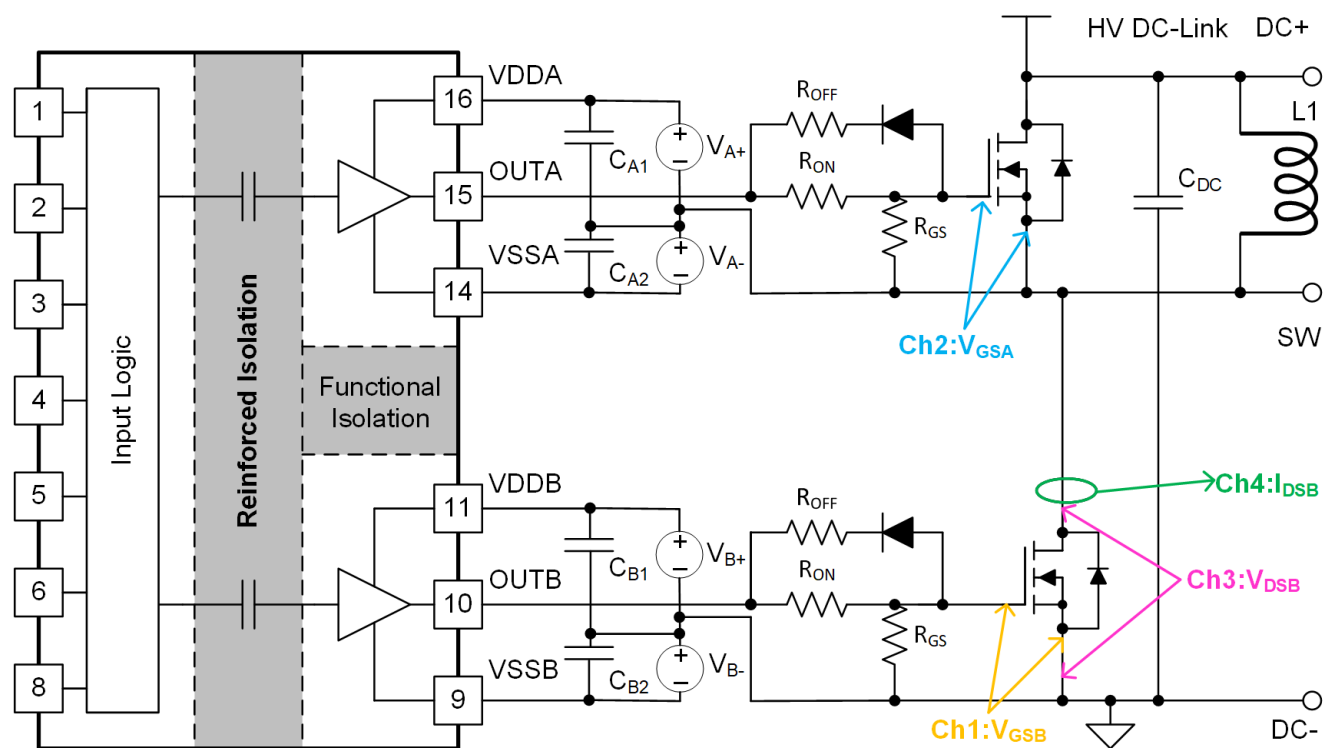 HV DC-Link DC+
VDDA
1
16
ROFF
L1
VA+
CA1
OUTA
RON
CDC
2
15
RGS
VSSA
VA-
CA2
3
14
Ch2:VGSA
SW
Input Logic
Reinforced Isolation
Functional
Isolation
4
VDDB
Ch4:IDSB
5
11
ROFF
VB+
CB1
OUTB
RON
Ch3:VDSB
6
10
RGS
VSSB
VB-
CB2
8
9
Ch1:VGSB
DC-